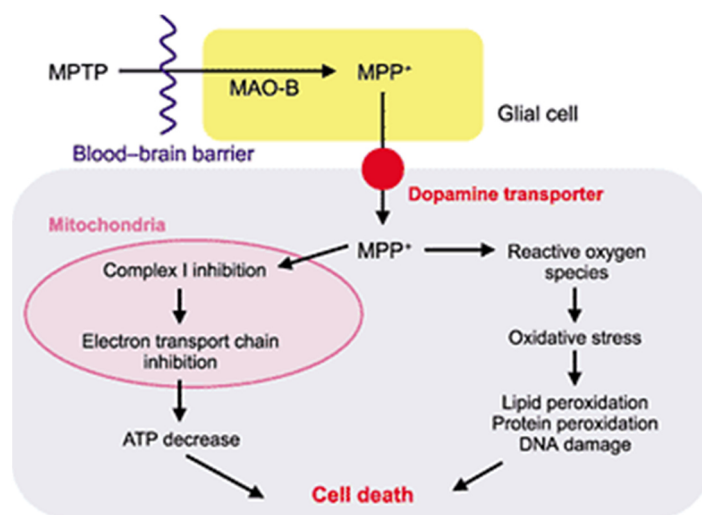 MPTP
MAO-B
MPP⁺
Glial cell
Blood–brain barrier
Dopamine transporter
Mitochondria
MPP⁺
Complex I inhibition
Reactive oxygen
species
Electron transport chain
inhibition
Oxidative stress
ATP decrease
Lipid peroxidation
Protein peroxidation
DNA damage
Cell death